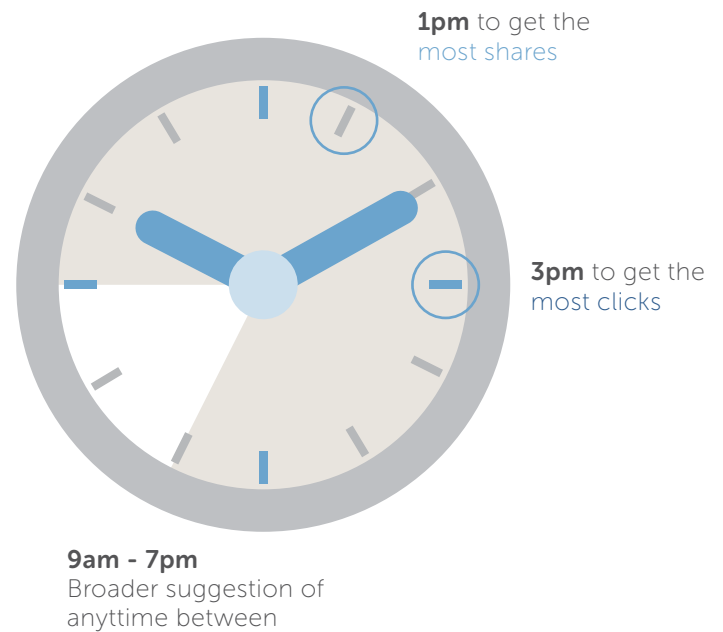 1pm to get the
most shares
3pm to get the
most clicks
9am - 7pm
Broader suggestion of
anyttime between